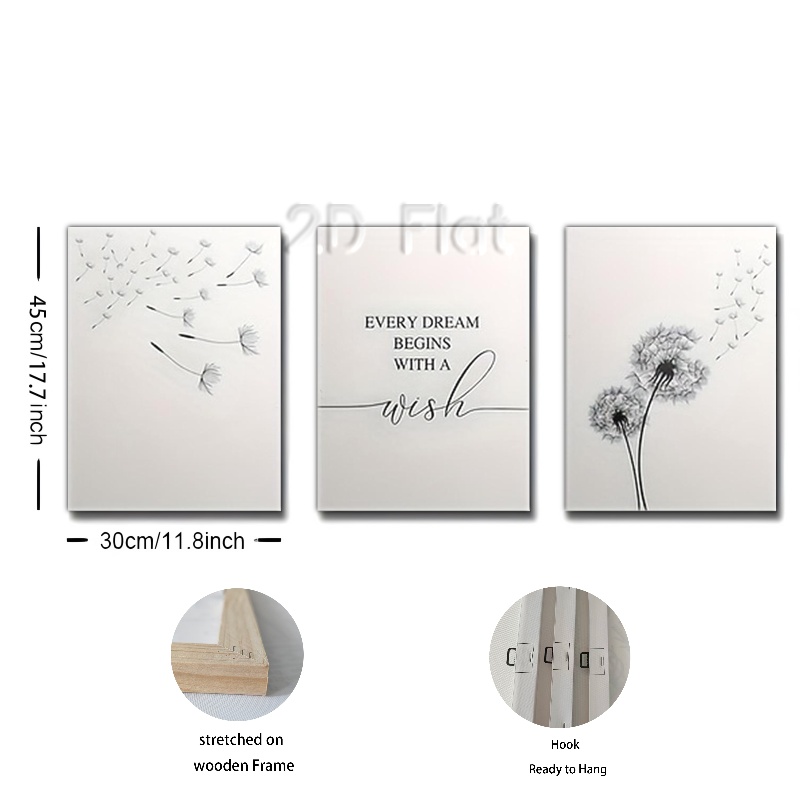 2.D Flat
EVERY DREAM
BEGINS
WITH A
wish
45cm/17.7inch
30cm/11.8inch
stretched on
wooden Frame
Hook
Ready to Hang